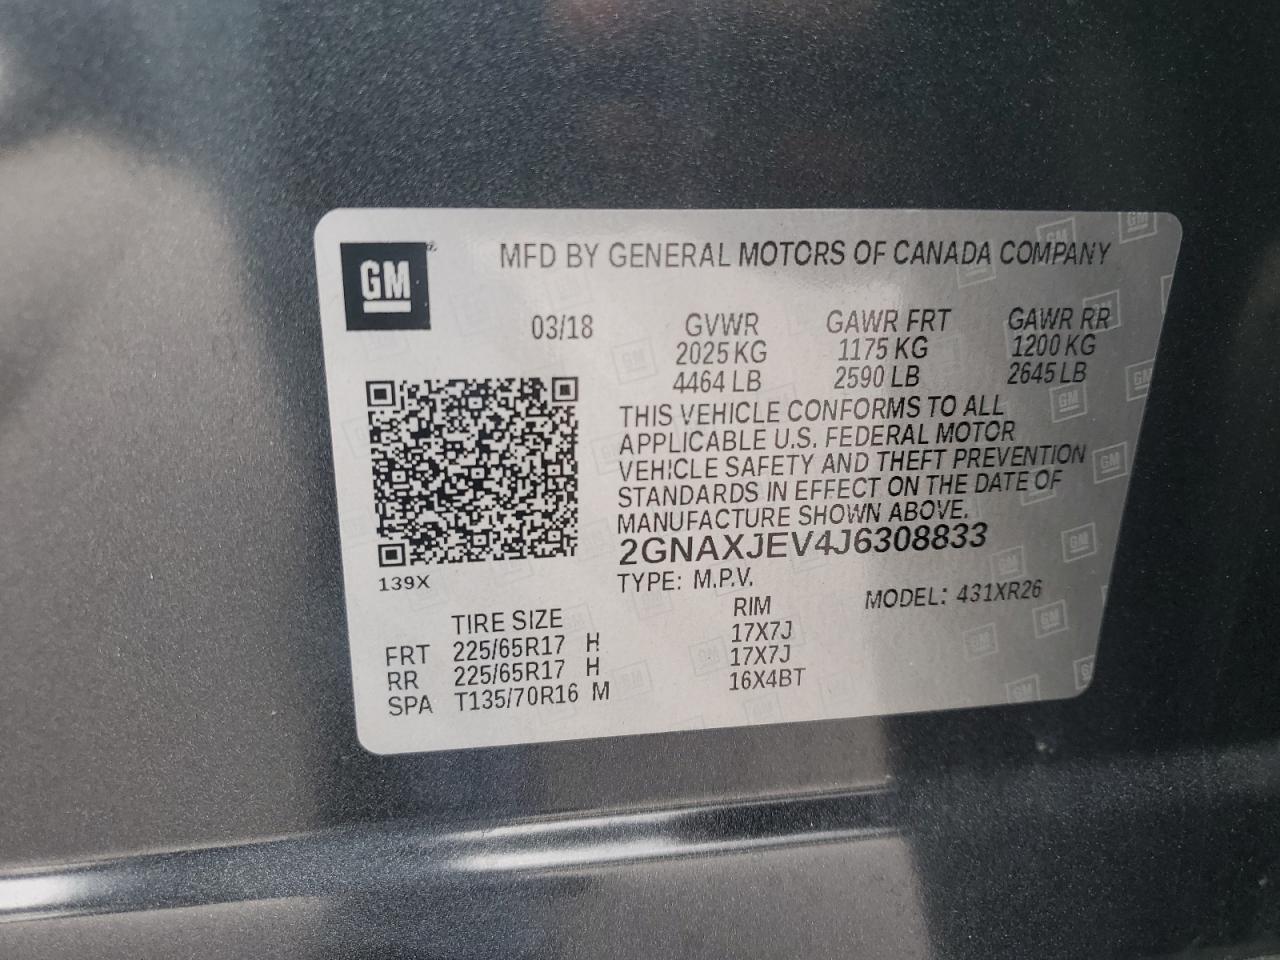 GM
MFD BY GENERAL MOTORS OF CANADA COMPANY
03/18 GVWR GAWR FRT GAWR RR
2025 KG 1175 KG 1200 KG
4464 LB 2590 LB 2645 LB
THIS VEHICLE CONFORMS TO ALL
APPLICABLE U.S. FEDERAL MOTOR
VEHICLE SAFETY AND THEFT PREVENTION
STANDARDS IN EFFECT ON THE DATE OF
MANUFACTURE SHOWN ABOVE.
2GNAXJEV4J6308833
139X
TYPE: M.P.V. MODEL: 431XR26
TIRE SIZE RIM
FRT 225/65R17 H 17X7J
RR 225/65R17 H 17X7J
SPA T135/70R16 M 16X4BT